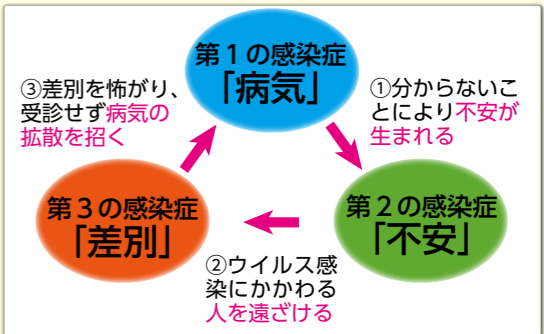 第1の感染症
「病気」
①分からないこ
とにより不安が
生まれる
第2の感染症
「不安」
②ウイルス感
染にかかわる
人を遠ざける
第3の感染症
「差別」
③差別を怖がり、
受診せず病気の
拡散を招く